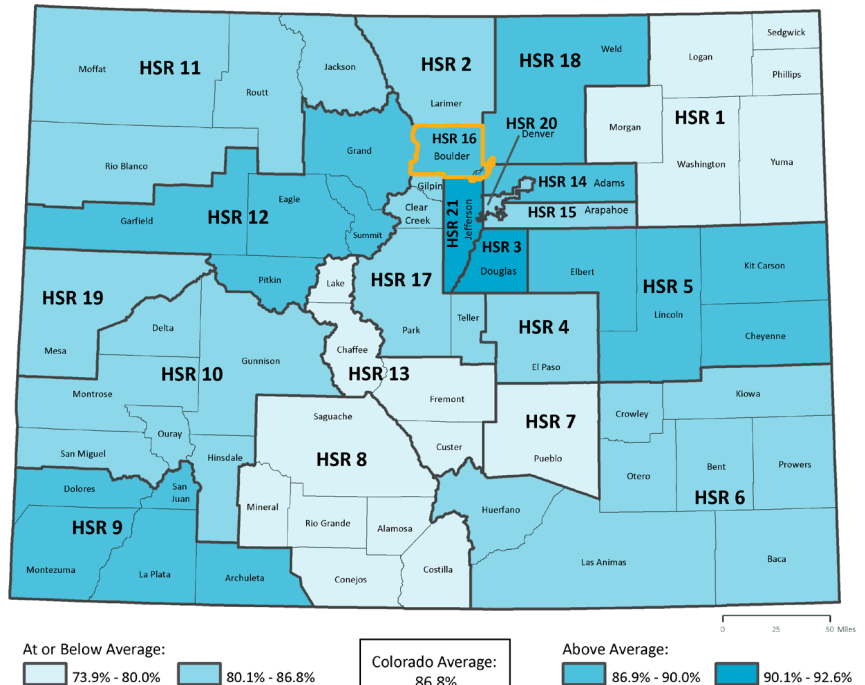 Sedgwick
Weld
HSR 18
Logan
HSR 2
Jackson
HSR 11
Moffat
Phillips
Routt
Larimer
HSR 20
HSR 1
Denver
Morgan
HSR 16
Boulder
Grand
Rio Blanco
Washington
Yuma
HSR 14 Adams
Gilpin
Eagle
Clear
Creek
HSR 15 Arapahoe
HSR 12
Garfield
HSR 21
Jefferson
Summit
HSR 3
Douglas
Elbert
Kit Carson
Pitkin
HSR 17
Lake
HSR 5
HSR 19
Lincoln
Teller
Delta
Park
HSR 4
Cheyenne
Mesa
Chaffee
Gunnison
El Paso
HSR 10
HSR 13
Montrose
Kiowa
Fremont
Saguache
Crowley
HSR 7
Ouray
Custer
San Miguel
Hinsdale
HSR 8
Pueblo
Bent
Prowers
Otero
Dolores
San
Juan
HSR 6
Mineral
Huerfano
Rio Grande
Alamosa
HSR 9
Baca
Las Animas
Montezuma
La Plata
Archuleta
Conejos
Costilla
0 25 50 Miles
At or Below Average:
73.9% - 80.0%
80.1% - 86.8%
Colorado Average:
86.8%
Above Average:
86.9% - 90.0%
90.1% - 92.6%